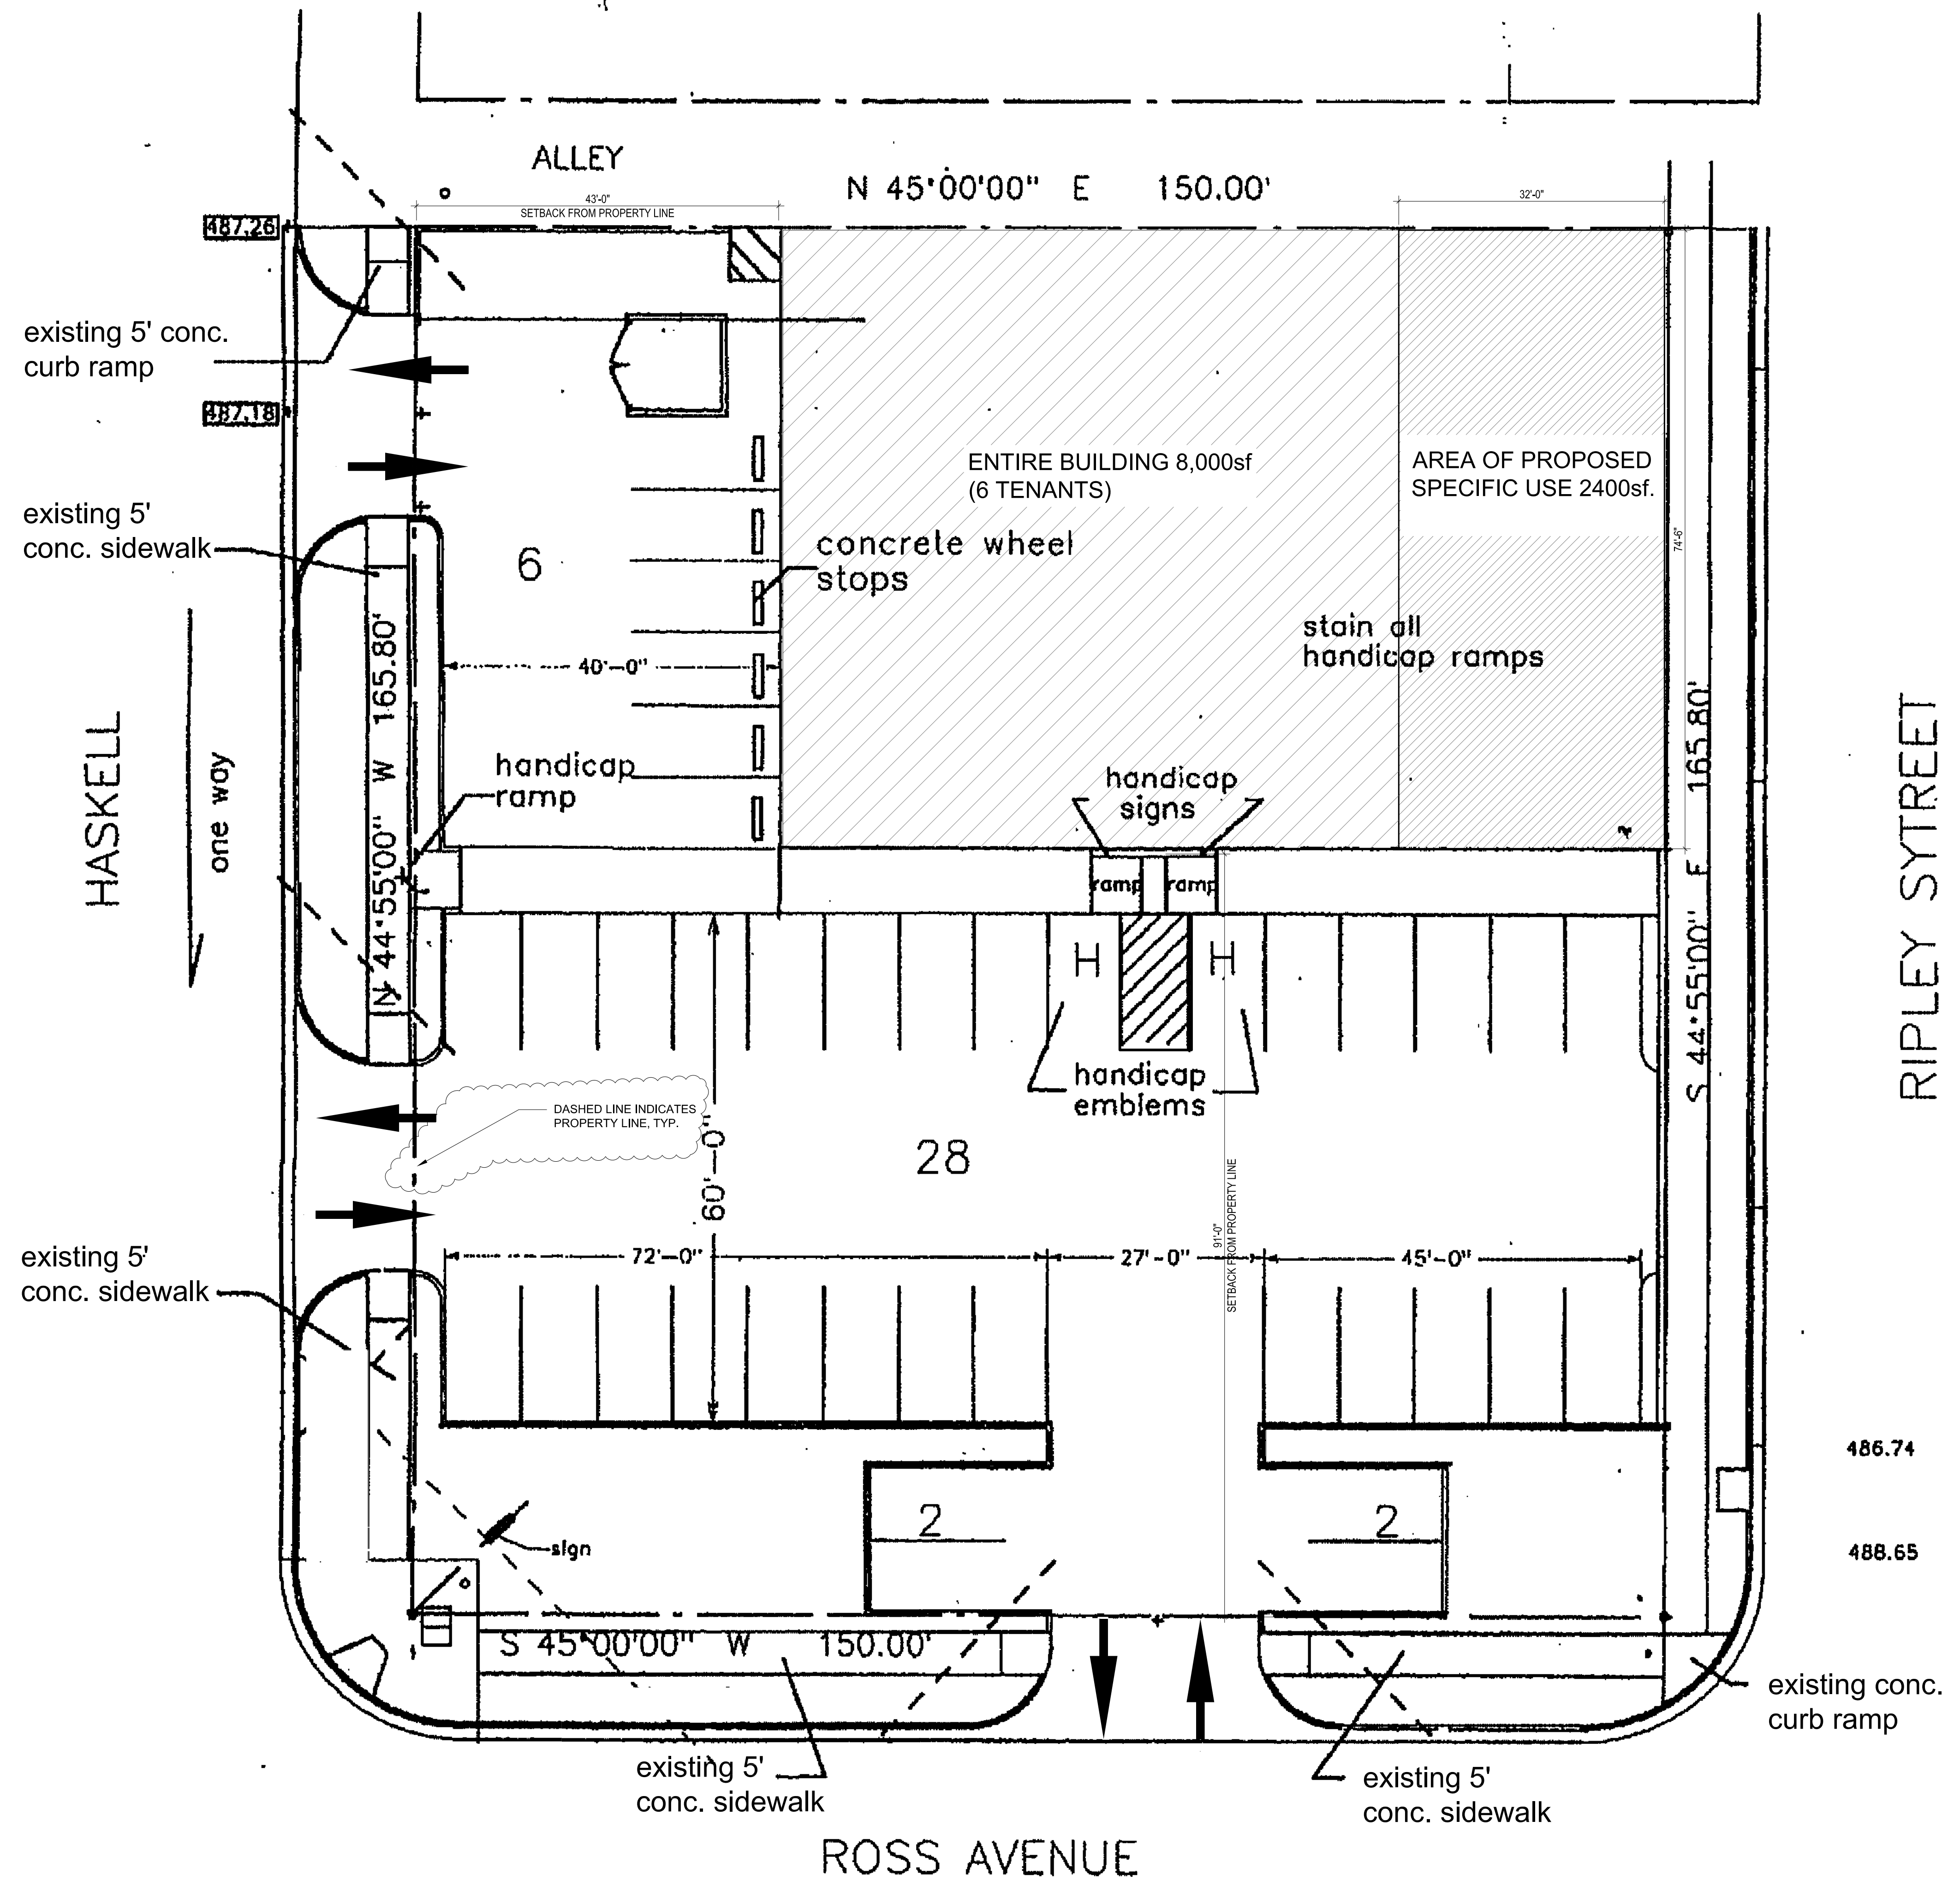 ALLEY
N 45°00'00" E 150.00'
43'-0"
SETBACK FROM PROPERTY LINE
32'-0"
487.26
existing 5' conc.
curb ramp
487.18
ENTIRE BUILDING 8,000sf
(6 TENANTS)
AREA OF PROPOSED
SPECIFIC USE 2400sf.
existing 5'
conc. sidewalk
6
concrete wheel
stops
74'-6"
stain all
handicap ramps
40'-0"
N 44°55'00" W 165.80'
S 44°55'00" E 165.80'
HASKELL
one way
RIPLEY SYTREET
handicap
ramp
handicap
signs
ramp
ramp
H
H
handicap
emblems
DASHED LINE INDICATES
PROPERTY LINE, TYP.
28
60'-0"
91'-0"
SETBACK FROM PROPERTY LINE
72'-0"
27'-0"
45'-0"
existing 5'
conc. sidewalk
486.74
2
2
sign
488.65
S 45°00'00" W 150.00'
existing conc.
curb ramp
existing 5'
conc. sidewalk
existing 5'
conc. sidewalk
ROSS AVENUE